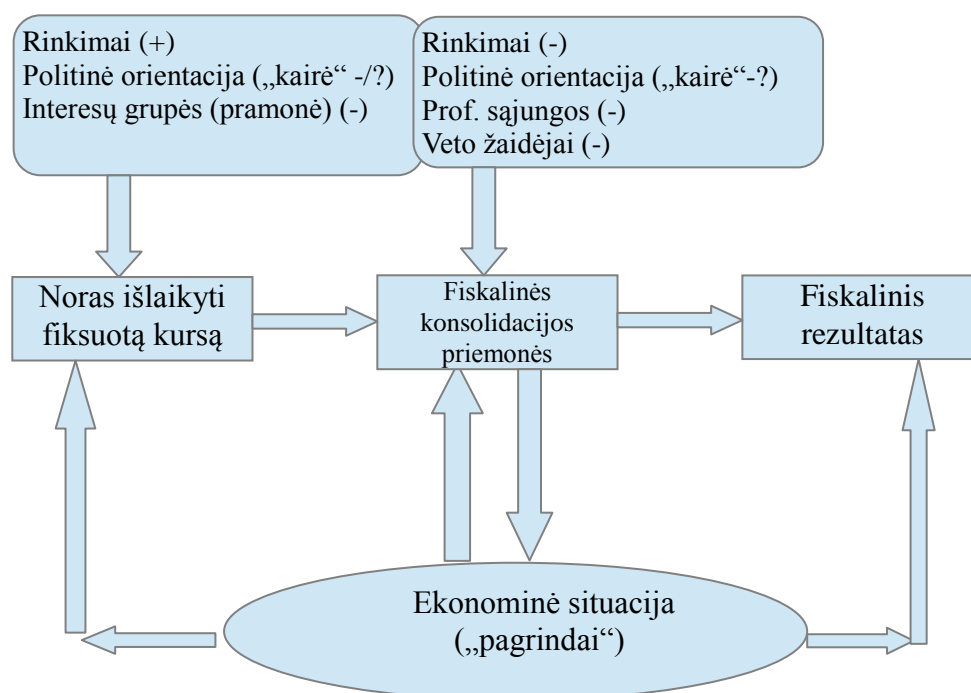 Rinkimai (+)
Politinė orientacija („kairė“ -/?)
Interesų grupės (pramonė) (-)
Rinkimai (-)
Politinė orientacija („kairė“-?)
Prof. sąjungos (-)
Veto žaidėjai (-)
Noras išlaikyti
fiksuotą kursą
Fiskalinės
konsolidacijos
priemonės
Fiskalinis
rezultatas
Ekonominė situacija
(„pagrindai“)